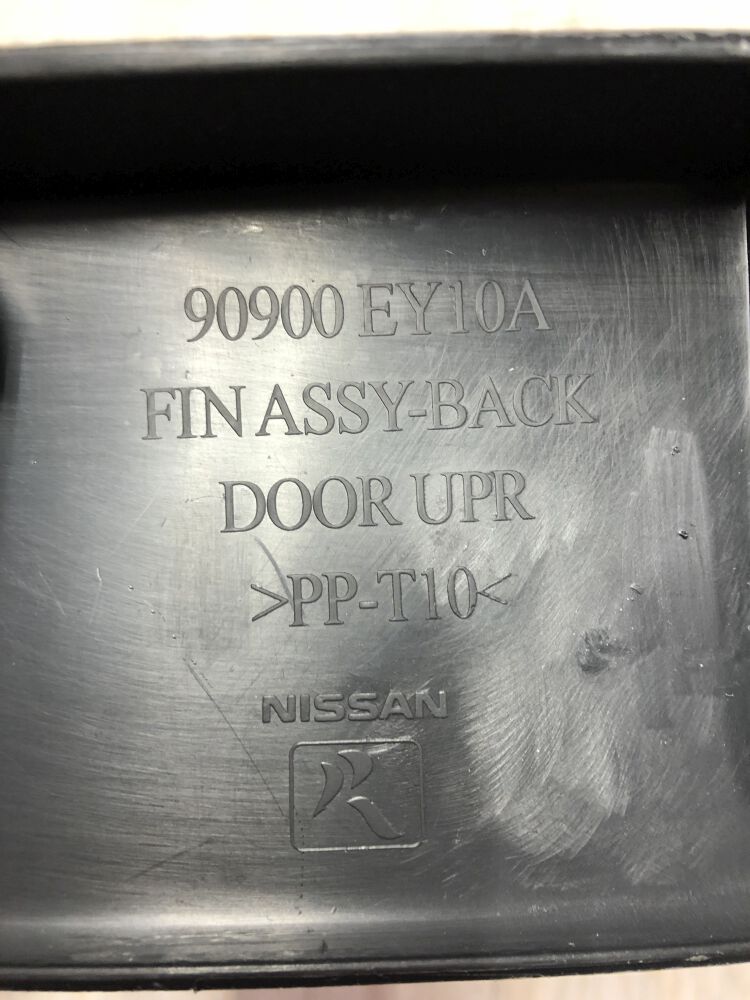 90900 EY10A
FIN ASSY-BACK
DOOR UPR
>PP-T10<
NISSAN